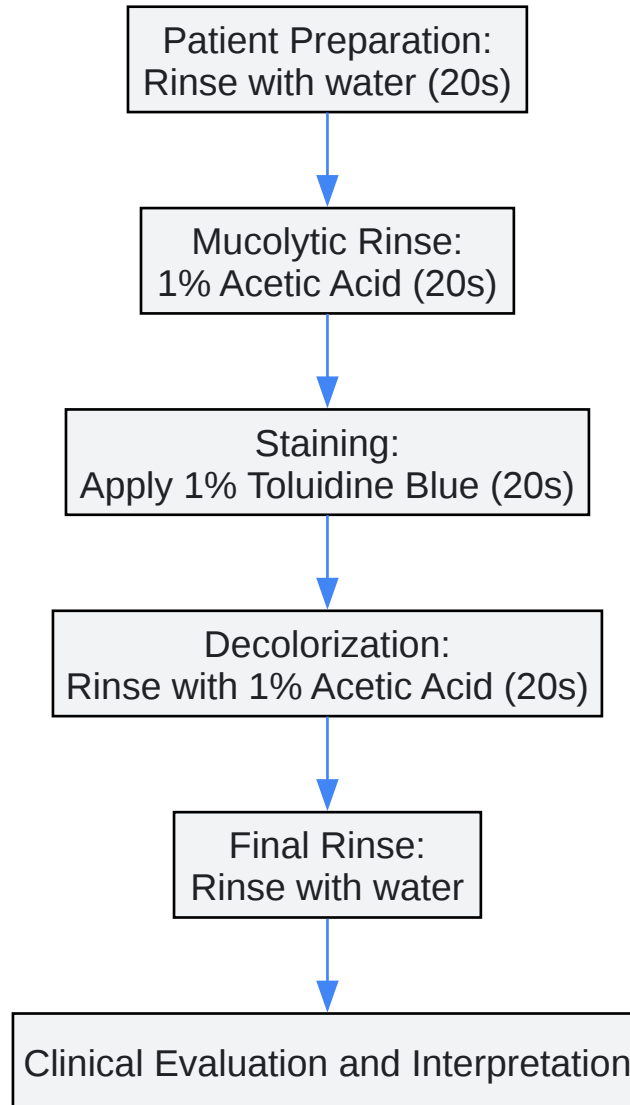 Patient Preparation:
Rinse with water (20s)
Mucolytic Rinse:
1% Acetic Acid (20s)
Staining:
Apply 1% Toluidine Blue (20s)
Decolorization:
Rinse with 1% Acetic Acid (20s)
Final Rinse:
Rinse with water
Clinical Evaluation and Interpretation